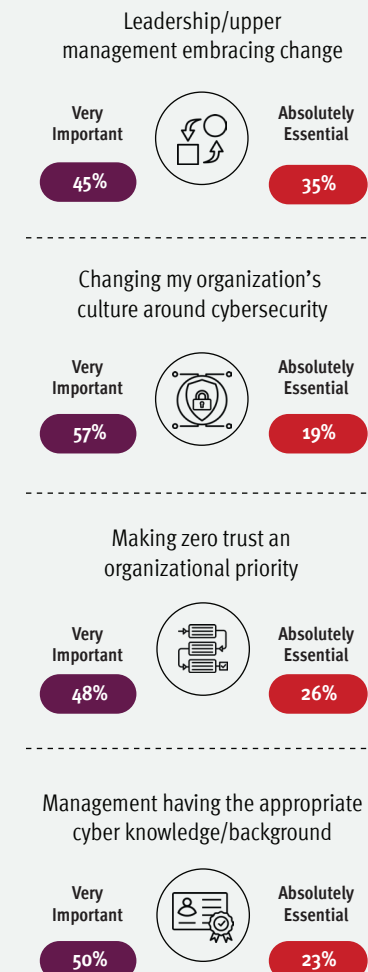 Leadership/upper
management embracing change
Very
Important
45%
Absolutely
Essential
35%
Changing my organization's
culture around cybersecurity
Very
Important
57%
Absolutely
Essential
19%
Making zero trust an
organizational priority
Very
Important
48%
Absolutely
Essential
26%
Management having the appropriate
cyber knowledge/background
Very
Important
50%
Absolutely
Essential
23%